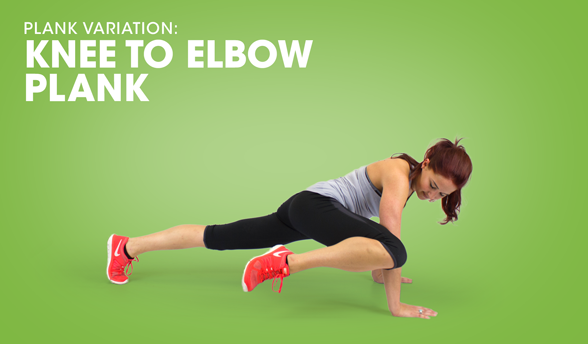 PLANK VARIATION:
KNEE TO ELBOW
PLANK